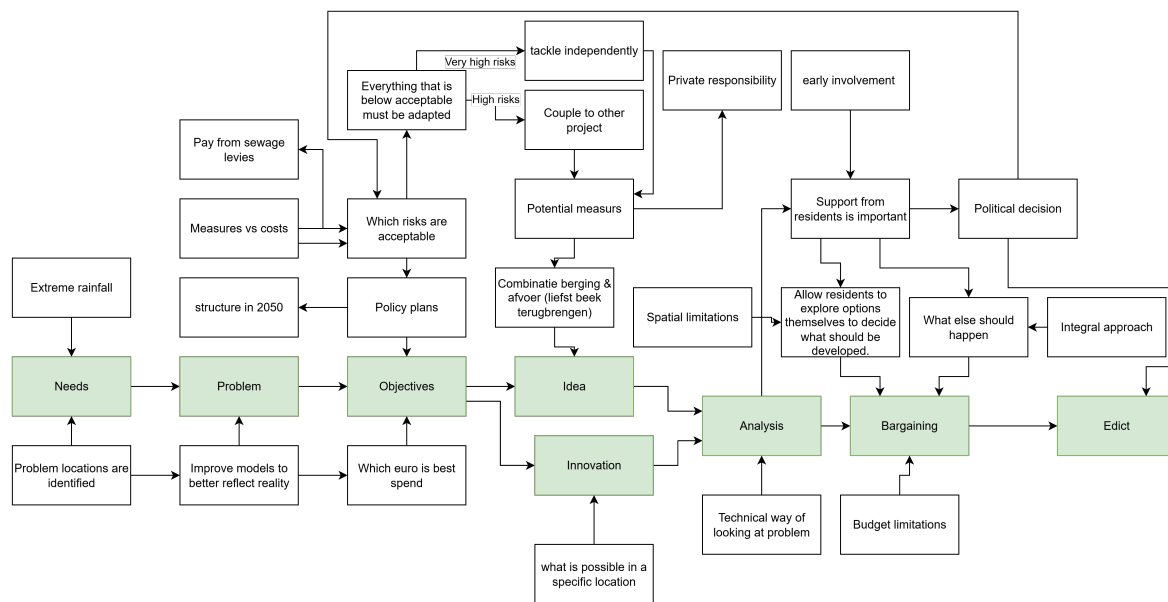 tackle independently
Very high risks
Everything that is
below acceptable
must be adapted
High risks
Couple to other
project
Private responsibility
early involvement
Pay from sewage
levies
Measures vs costs
Which risks are
acceptable
Potential measurs
Support from
residents is important
Political decision
Extreme rainfall
structure in 2050
Policy plans
Combinatie berging &
afvoer (liefst beek
terugbrengen)
Spatial limitations
Allow residents to
explore options
themselves to decide
what should be
developed.
What else should
happen
Integral approach
Needs
Problem
Objectives
Idea
Analysis
Bargaining
Edict
Innovation
Problem locations are
identified
Improve models to
better reflect reality
Which euro is best
spend
Technical way of
looking at problem
Budget limitations
what is possible in a
specific location